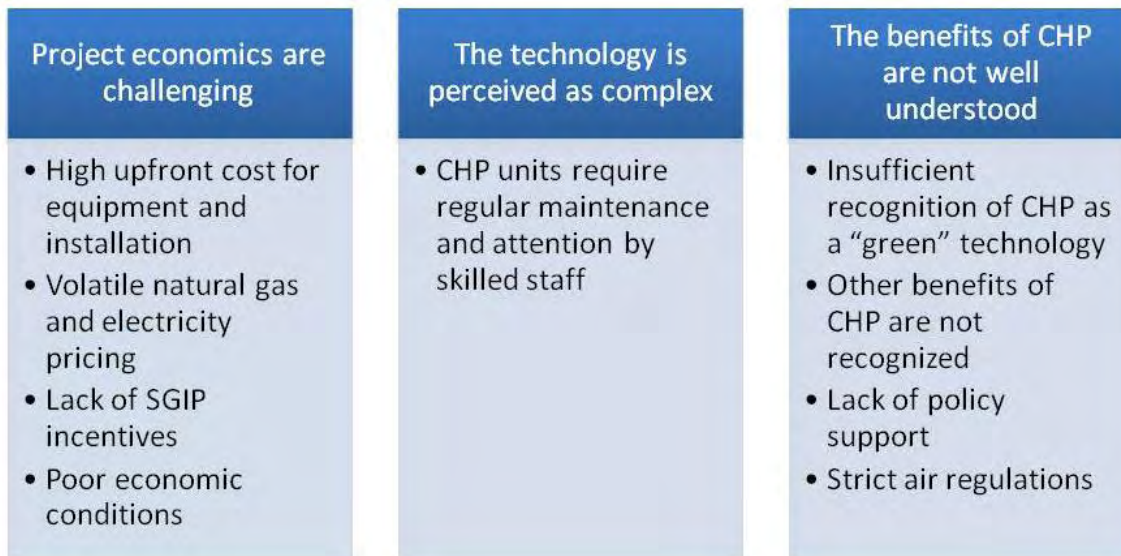 Project economics are
challenging
• High upfront cost for
equipment and
installation
• Volatile natural gas
and electricity
pricing
• Lack of SGIP
incentives
• Poor economic
conditions
The technology is
perceived as complex
• CHP units require
regular maintenance
and attention by
skilled staff
The benefits of CHP
are not well
understood
• Insufficient
recognition of CHP as
a “green” technology
• Other benefits of
CHP are not
recognized
• Lack of policy
support
• Strict air regulations